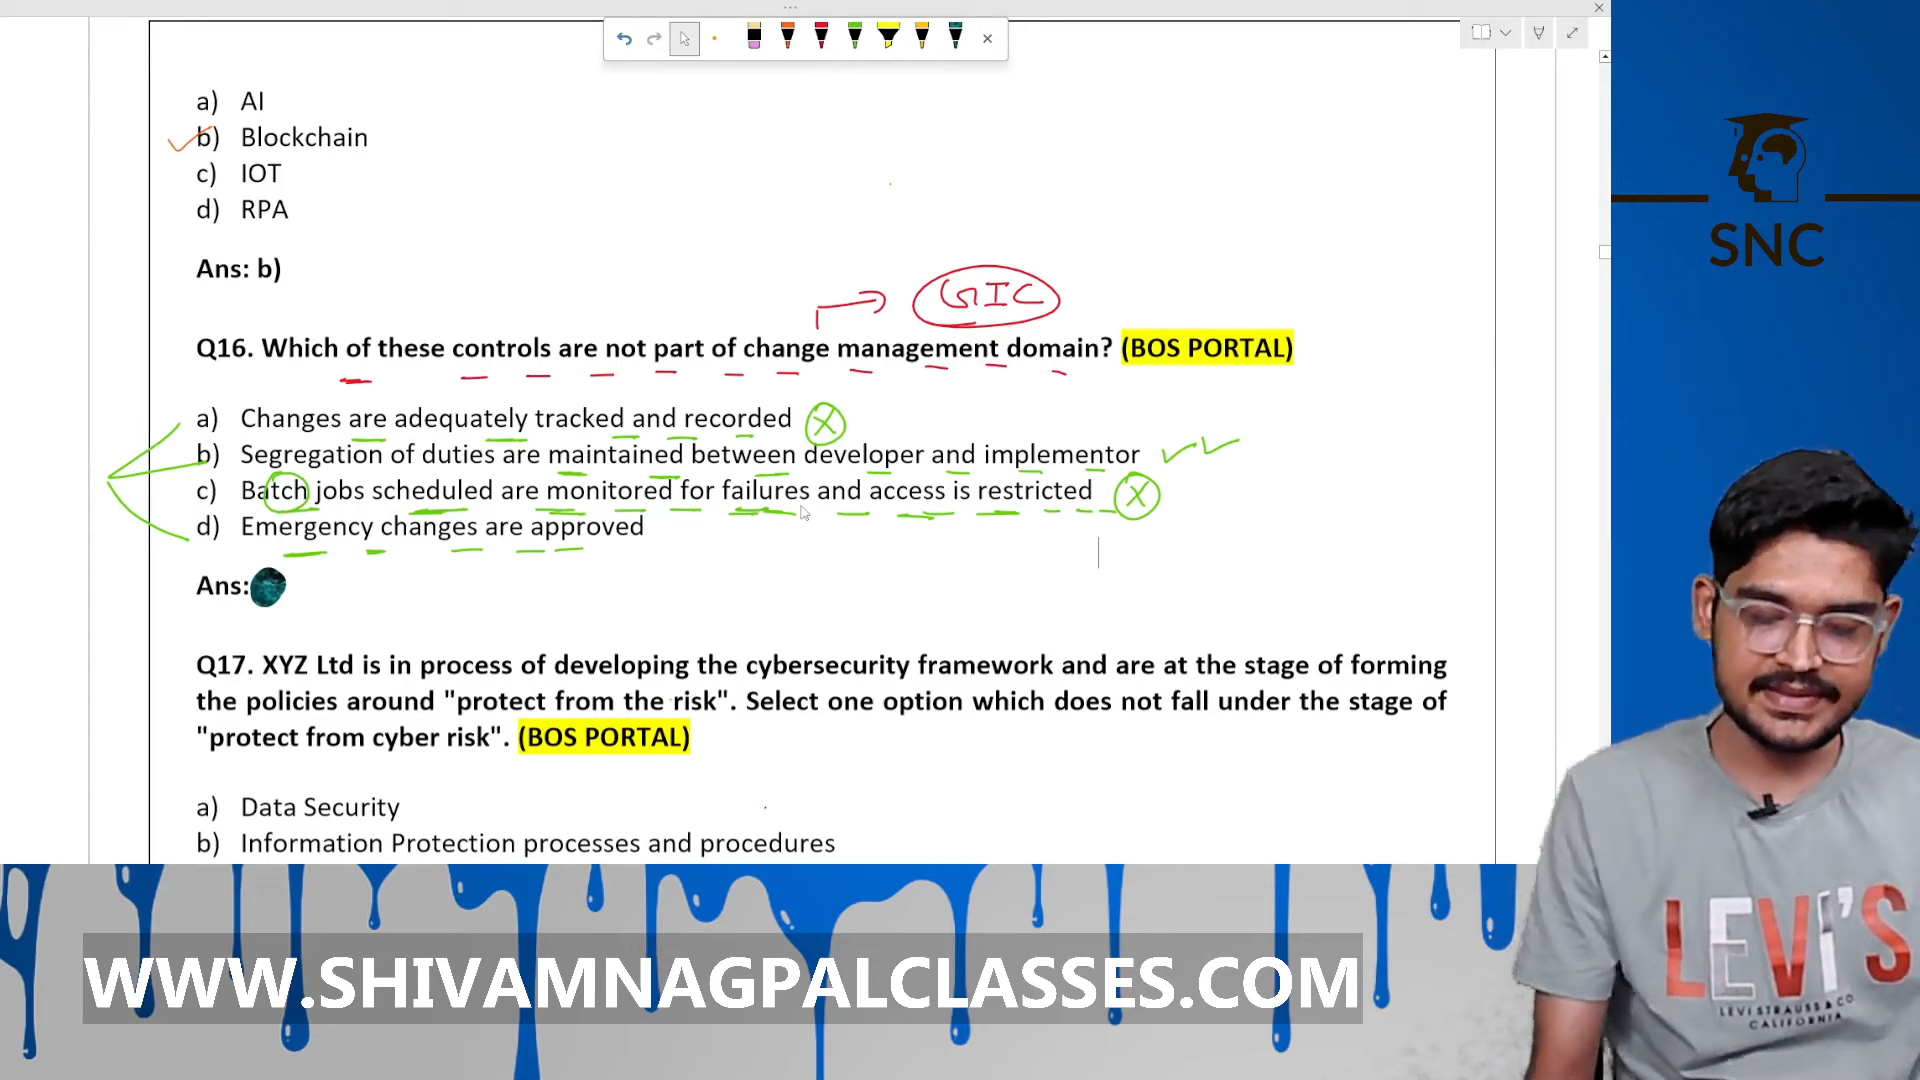 a) AI
b) Blockchain
c) IOT
d) RPA
Ans: b)
GIC
Q16. Which of these controls are not part of change management domain? (BOS PORTAL)
a) Changes are adequately tracked and recorded
b) Segregation of duties are maintained between developer and implementor
c) Batch jobs scheduled are monitored for failures and access is restricted
d) Emergency changes are approved
Ans:
Q17. XYZ Ltd is in process of developing the cybersecurity framework and are at the stage of forming
the policies around "protect from the risk". Select one option which does not fall under the stage of
"protect from cyber risk". (BOS PORTAL)
a) Data Security
b) Information Protection processes and procedures
SNC
LEVI'S
LEVI STRAUSS & CO
CALIFORNIA
WWW.SHIVAMNAGPALCLASSES.COM